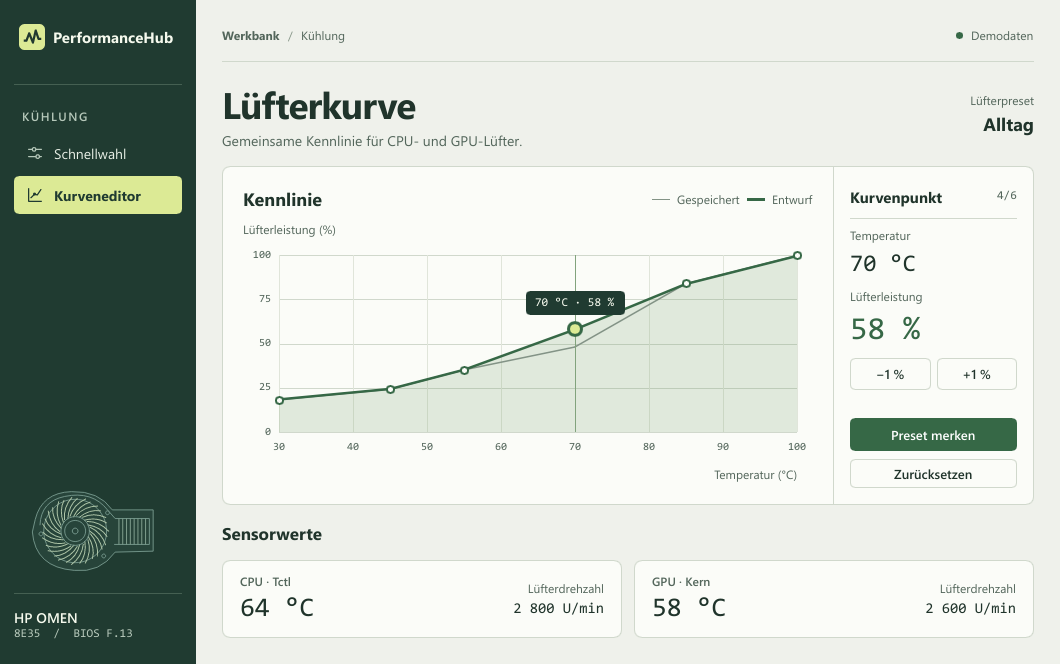 PerformanceHub
KÜHLUNG
Schnellwahl
Kurveneditor
HP OMEN
8E35 / BIOS F.13
Werkbank / Kühlung
Demodaten
Lüfterkurve
Gemeinsame Kennlinie für CPU- und GPU-Lüfter.
Lüfterpreset
Alltag
Kennlinie
Gespeichert Entwurf
Lüfterleistung (%)
100
75
50
25
0
70 °C · 58 %
30 40 50 60 70 80 90 100
Temperatur (°C)
Kurvenpunkt 4/6
Temperatur
70 °C
Lüfterleistung
58 %
−1 % +1 %
Preset merken
Zurücksetzen
Sensorwerte
CPU · Tctl
64 °C
Lüfterdrehzahl
2 800 U/min
GPU · Kern
58 °C
Lüfterdrehzahl
2 600 U/min